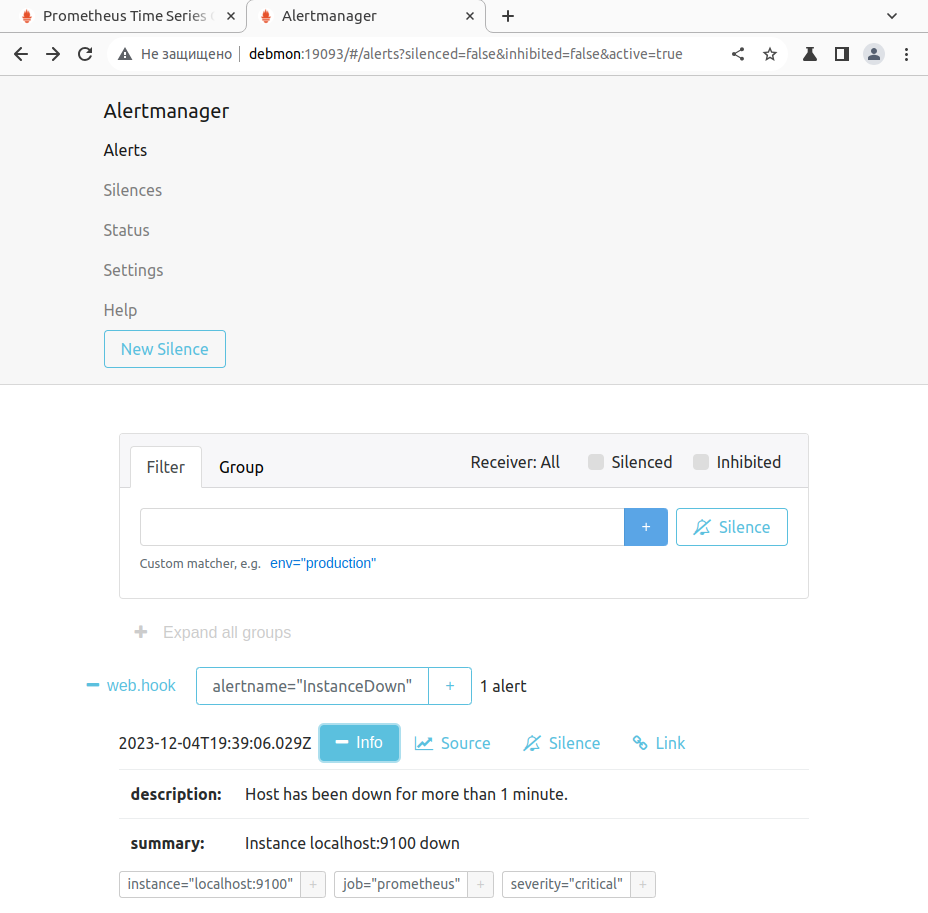 Prometheus Time Series
Alertmanager
Не защищено
debmon:19093/#/alerts?silenced=false&inhibited=false&active=true
Alertmanager
Alerts
Silences
Status
Settings
Help
New Silence
Filter
Group
Receiver: All
Silenced
Inhibited
+
Silence
Custom matcher, e.g. env="production"
+ Expand all groups
web.hook
alertname="InstanceDown"
+
1 alert
2023-12-04T19:39:06.029Z
Info
Source
Silence
Link
description: Host has been down for more than 1 minute.
summary: Instance localhost:9100 down
instance="localhost:9100" + job="prometheus" + severity="critical" +